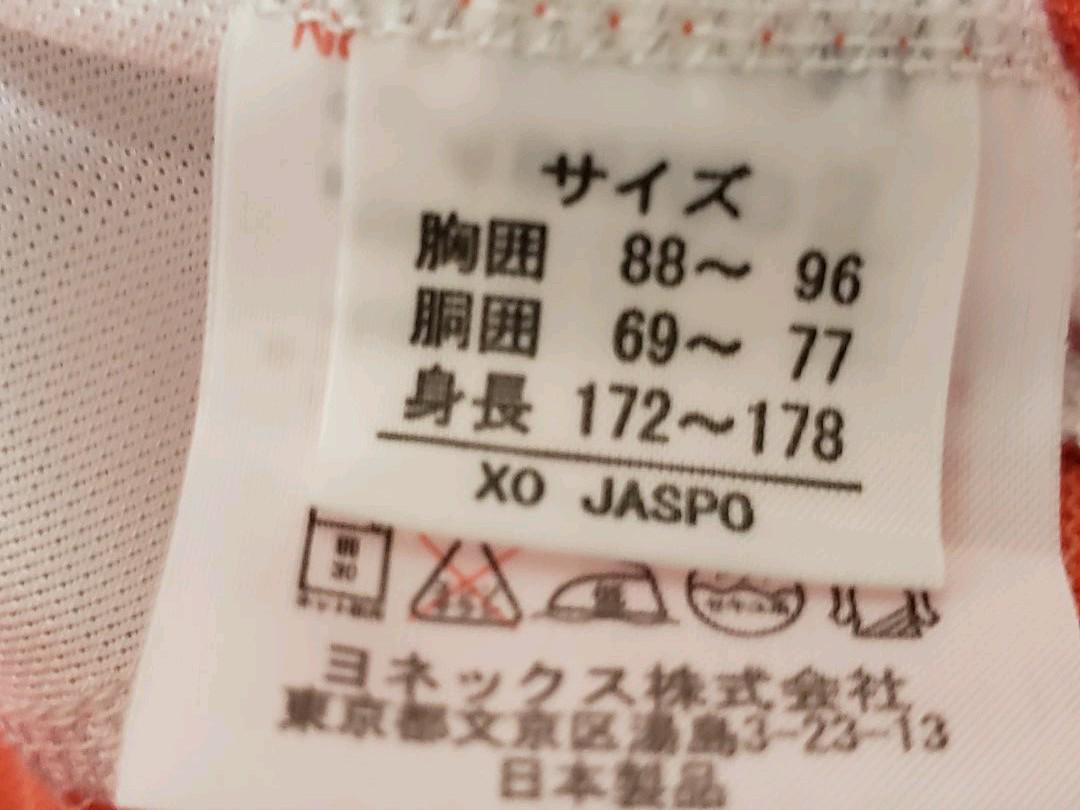 サイズ
胸囲 88～ 96
胴囲 69～ 77
身長 172～178
XO JASPO
ヨネックス株式会社
東京都文京区湯島3-23-13
日本製品